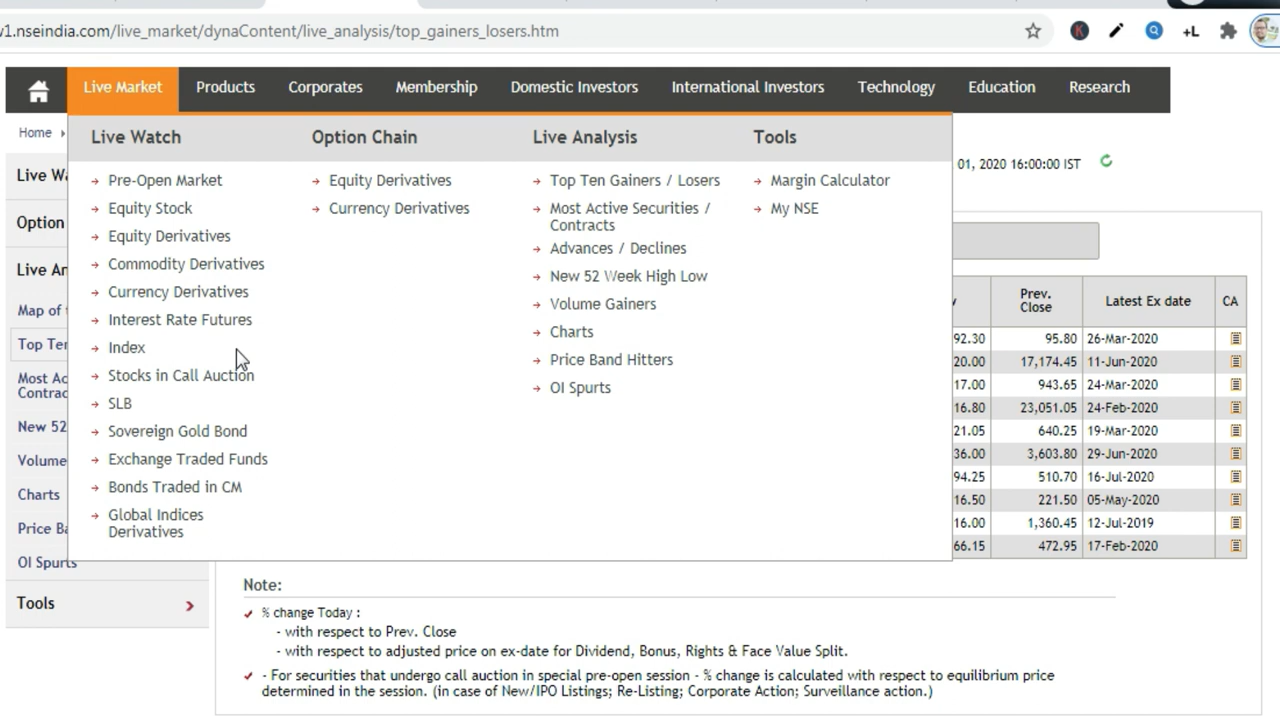 v1.nseindia.com/live_market/dynaContent/live_analysis/top_gainers_losers.htm
K
+L
Live Market
Products
Corporates
Membership
Domestic Investors
International Investors
Technology
Education
Research
Home
Live Watch
Option Chain
Live Analysis
Tools
01, 2020 16:00:00 IST
Pre-Open Market
Equity Stock
Equity Derivatives
Commodity Derivatives
Currency Derivatives
Interest Rate Futures
Index
Stocks in Call Auction
SLB
Sovereign Gold Bond
Exchange Traded Funds
Bonds Traded in CM
Global Indices
Derivatives
Equity Derivatives
Currency Derivatives
Top Ten Gainers / Losers
Most Active Securities /
Contracts
Advances / Declines
New 52 Week High Low
Volume Gainers
Charts
Price Band Hitters
OI Spurts
Margin Calculator
My NSE
Live Wa
Option
Live An
Map of
Top Ten
Most Ac
Contrac
New 52
Volume
Charts
Price Ba
OI Spurts
Tools
Prev.
Close
Latest Ex date
CA
92.30 95.80 26-Mar-2020
20.00 17,174.45 11-Jun-2020
17.00 943.65 24-Mar-2020
16.80 23,051.05 24-Feb-2020
21.05 640.25 19-Mar-2020
36.00 3,603.80 29-Jun-2020
94.25 510.70 16-Jul-2020
16.50 221.50 05-May-2020
16.00 1,360.45 12-Jul-2019
66.15 472.95 17-Feb-2020
Note:
% change Today :
- with respect to Prev. Close
- with respect to adjusted price on ex-date for Dividend, Bonus, Rights & Face Value Split.
- For securities that undergo call auction in special pre-open session - % change is calculated with respect to equilibrium price
determined in the session. (in case of New/IPO Listings; Re-Listing; Corporate Action; Surveillance action.)